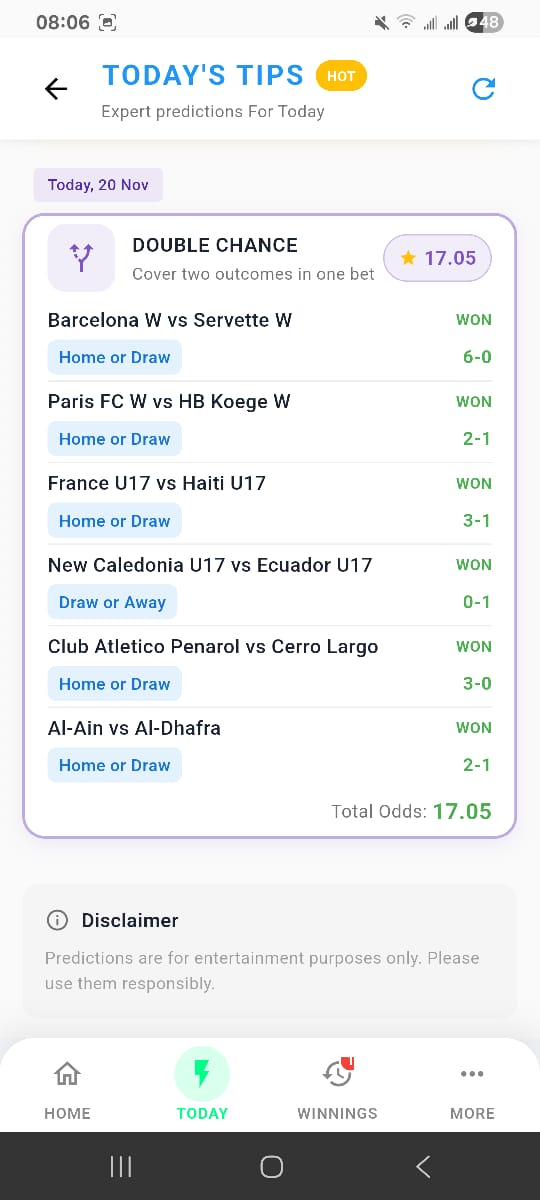 08:06
48
TODAY'S TIPS HOT
Expert predictions For Today
Today, 20 Nov
DOUBLE CHANCE
Cover two outcomes in one bet
17.05
Barcelona W vs Servette W WON
Home or Draw 6-0
Paris FC W vs HB Koege W WON
Home or Draw 2-1
France U17 vs Haiti U17 WON
Home or Draw 3-1
New Caledonia U17 vs Ecuador U17 WON
Draw or Away 0-1
Club Atletico Penarol vs Cerro Largo WON
Home or Draw 3-0
Al-Ain vs Al-Dhafra WON
Home or Draw 2-1
Total Odds: 17.05
Disclaimer
Predictions are for entertainment purposes only. Please
use them responsibly.
HOME TODAY WINNINGS MORE